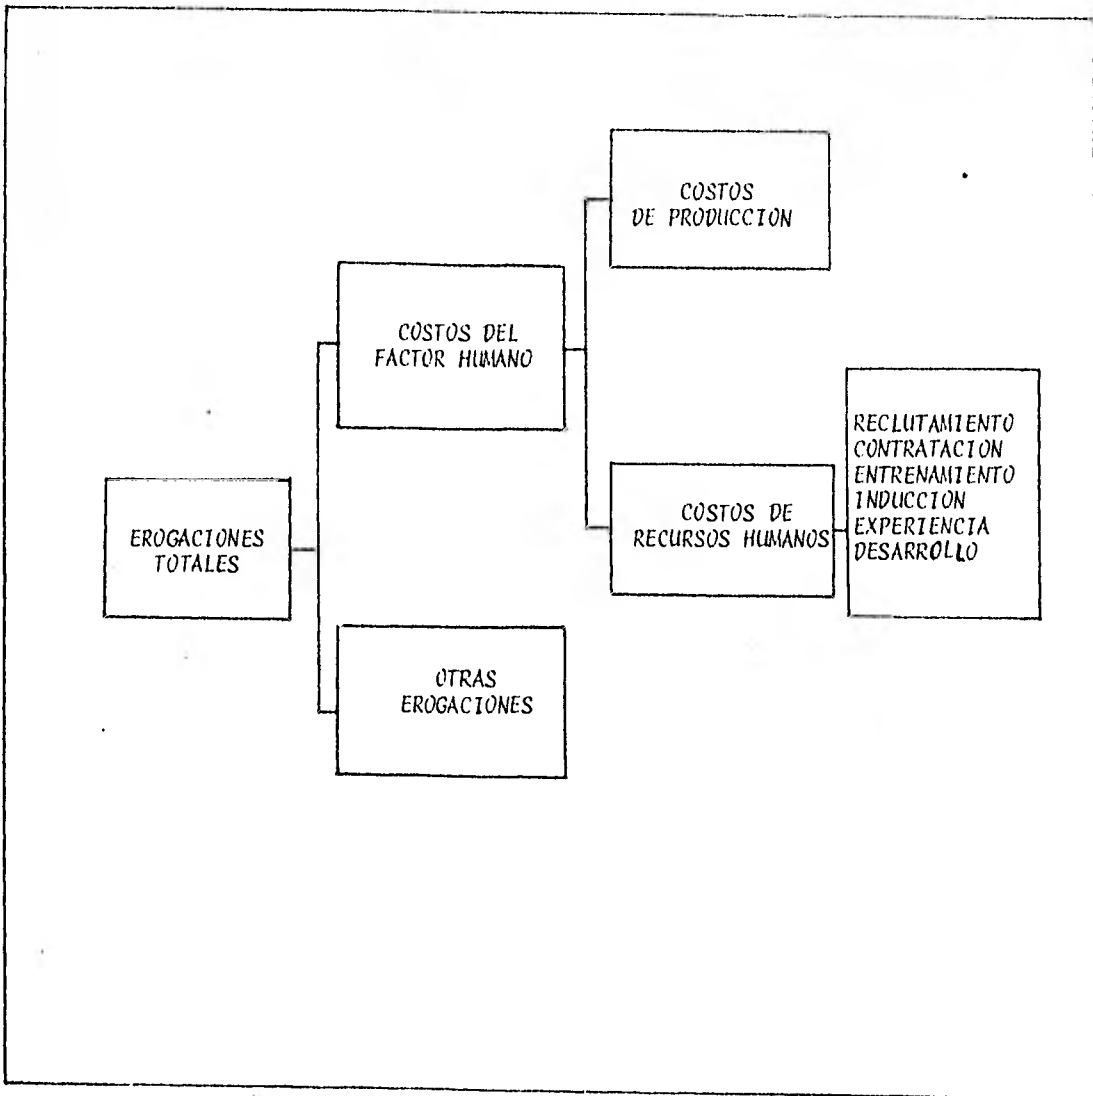 COSTOS
DE PRODUCCION
COSTOS DEL
FACTOR HUMANO
RECLUTAMIENTO
CONTRATACION
ENTRENAMIENTO
INDUCCION
EXPERIENCIA
DESARROLLO
COSTOS DE
RECURSOS HUMANOS
EROGACIONES
TOTALES
OTRAS
EROGACIONES